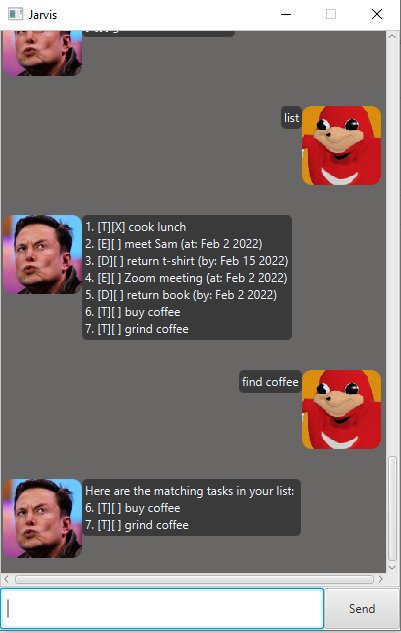 Jarvis
list
1. [T][X] cook lunch
2. [E][ ] meet Sam (at: Feb 2 2022)
3. [D][ ] return t-shirt (by: Feb 15 2022)
4. [E][ ] Zoom meeting (at: Feb 2 2022)
5. [D][ ] return book (by: Feb 2 2022)
6. [T][ ] buy coffee
7. [T][ ] grind coffee
find coffee
Here are the matching tasks in your list:
6. [T][ ] buy coffee
7. [T][ ] grind coffee
Send